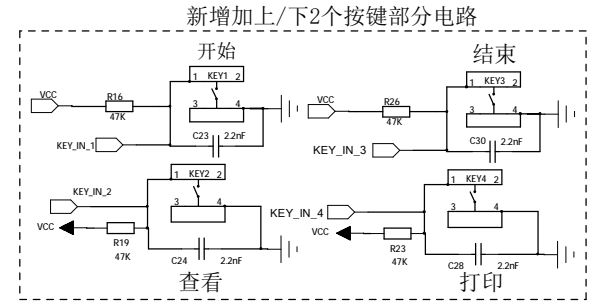 新增加上/下2个按键部分电路
开始
结束
VCC
R16
47K
1 KEY1 2
3 4
C23 2.2nF
KEY_IN_1
VCC
R26
47K
1 KEY3 2
3 4
C30 2.2nF
KEY_IN_3
KEY_IN_2
1 KEY2 2
3 4
VCC
R19
47K
C24 2.2nF
KEY_IN_4
1 KEY4 2
3 4
VCC
R23
47K
C28 2.2nF
查看
打印